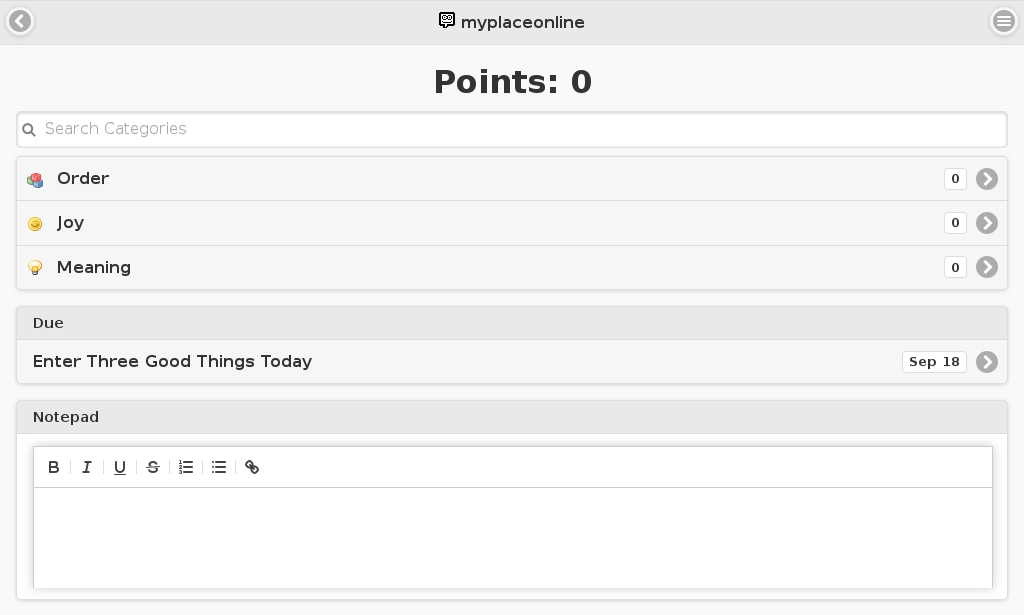 myplaceonline
Points: 0
Search Categories
Order 0
Joy 0
Meaning 0
Due
Enter Three Good Things Today Sep 18
Notepad
B I U S